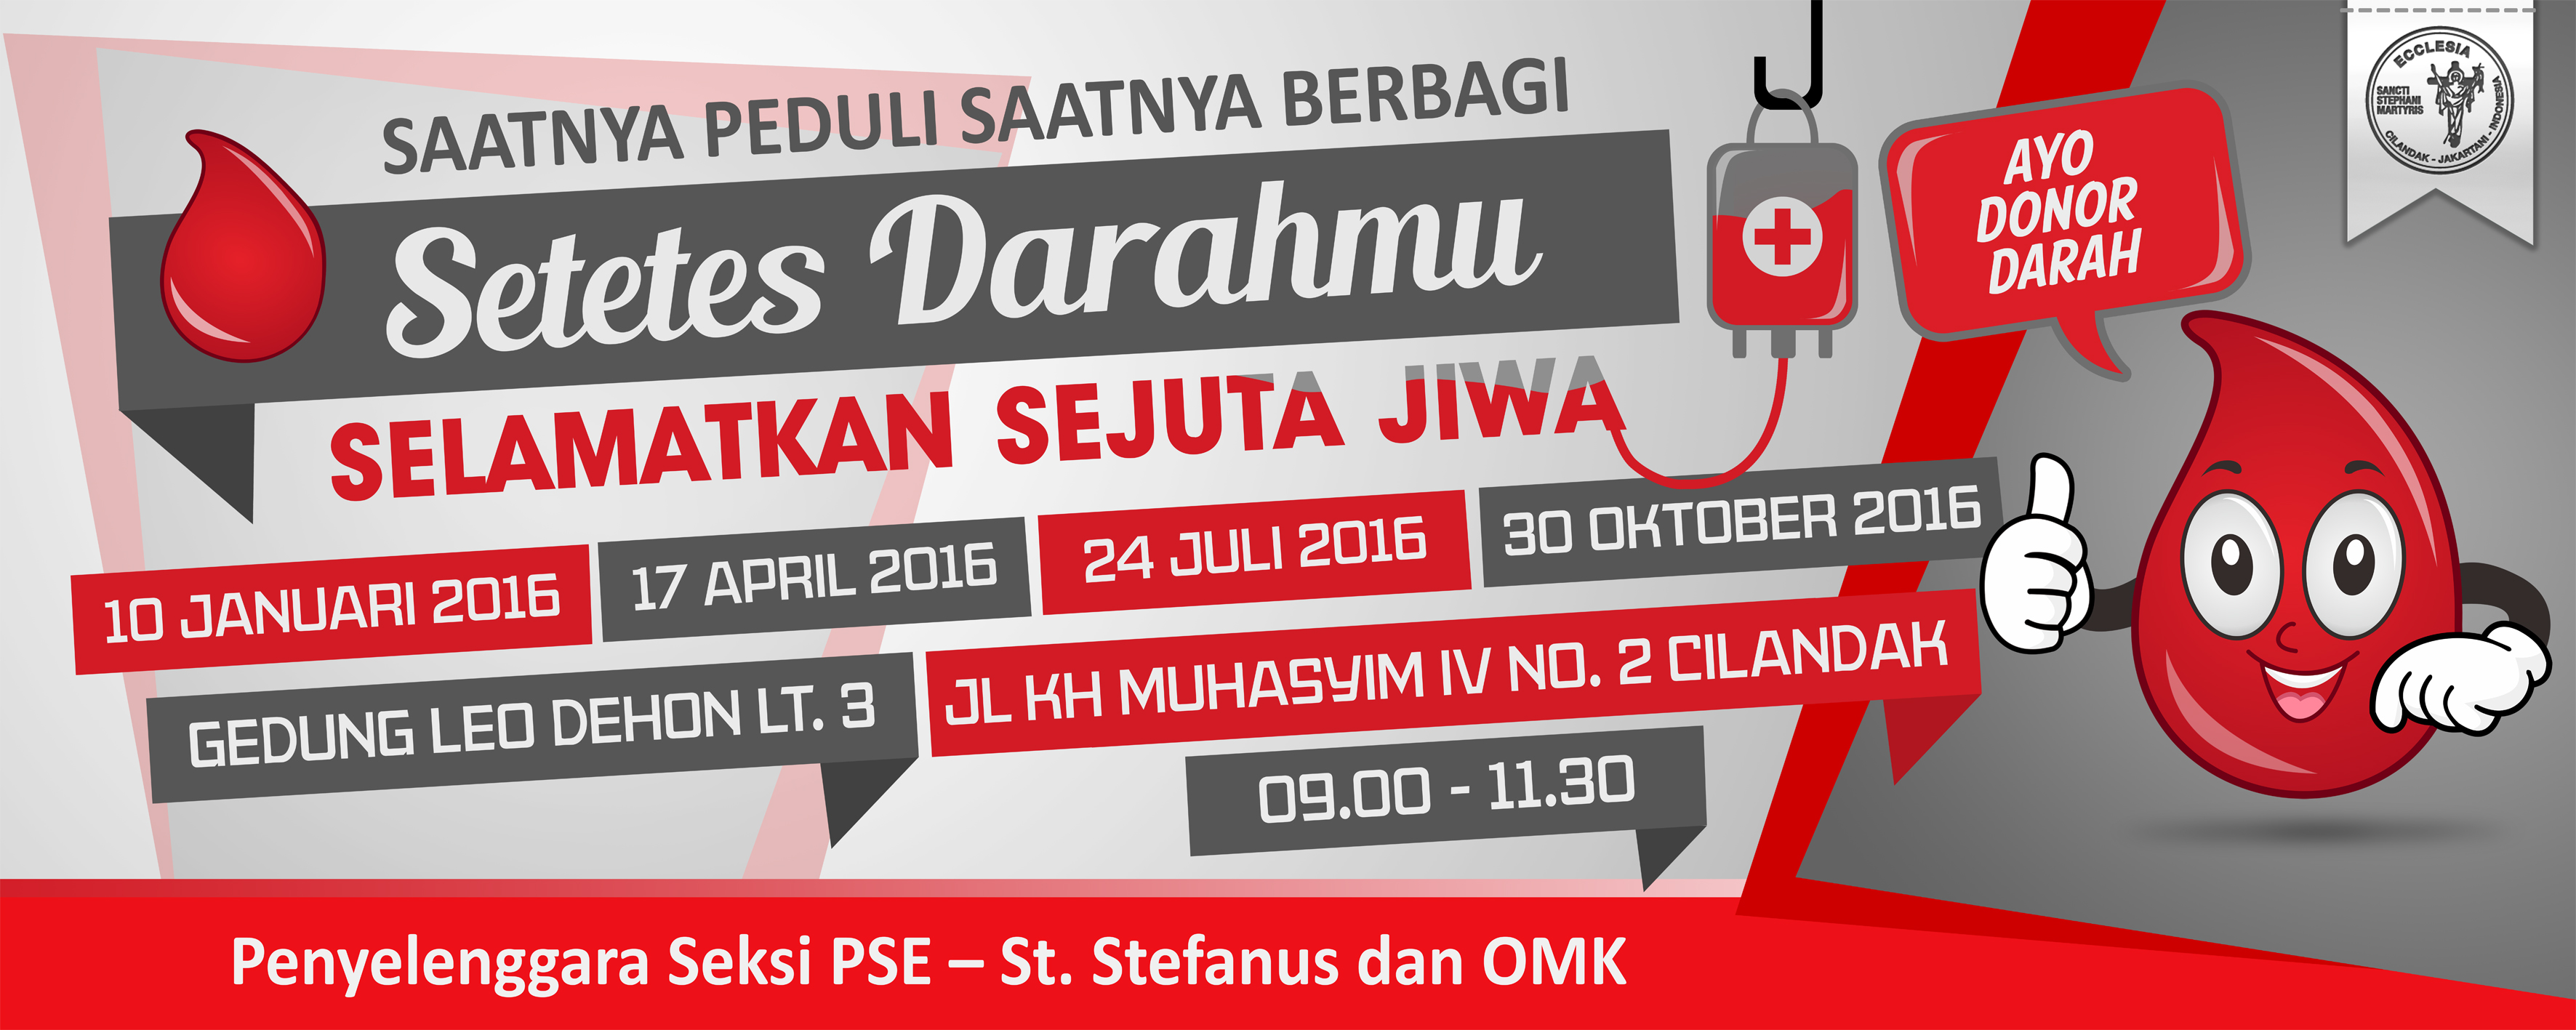 SAATNYA PEDULI SAATNYA BERBAGI
Setetes Darahmu
SELAMATKAN SEJUTA JIWA
10 JANUARI 2016
17 APRIL 2016
24 JULI 2016
30 OKTOBER 2016
GEDUNG LEO DEHON LT. 3
JL KH MUHASYIM IV NO. 2 CILANDAK
09.00 - 11.30
Penyelenggara Seksi PSE – St. Stefanus dan OMK
AYO
DONOR
DARAH
ECCLESIA
SANCTI
STEPHANI
MARTYRIS
CILANDAK - JAKARTANI - INDONESIA